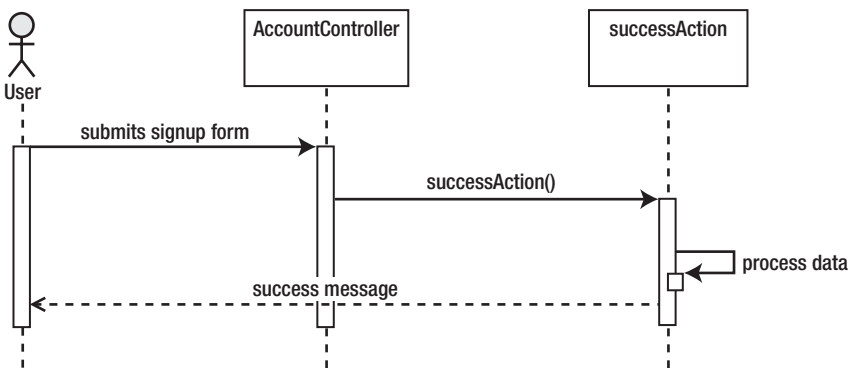 AccountController
successAction
User
submits signup form
successAction()
process data
success message